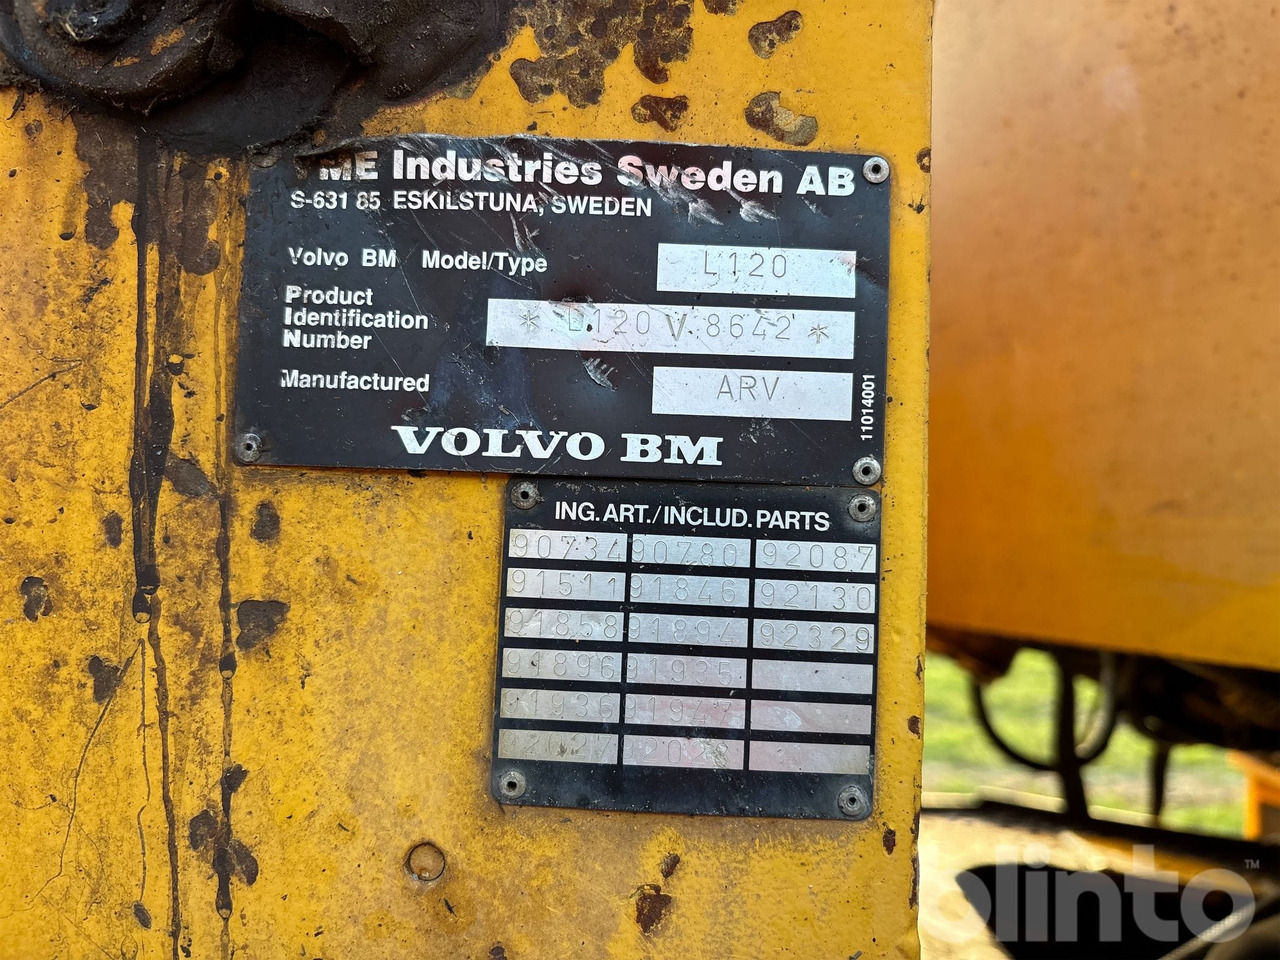 VME Industries Sweden AB
S-631 85 ESKILSTUNA, SWEDEN
Volvo BM Model/Type L120
Product
Identification * L120 V 8642 *
Number
Manufactured ARV
11014001
VOLVO BM
ING. ART./INCLUD. PARTS
90734 90780 92087
91511 91846 92130
91858 91894 92329
91896 91935
91936 91947
blinto™